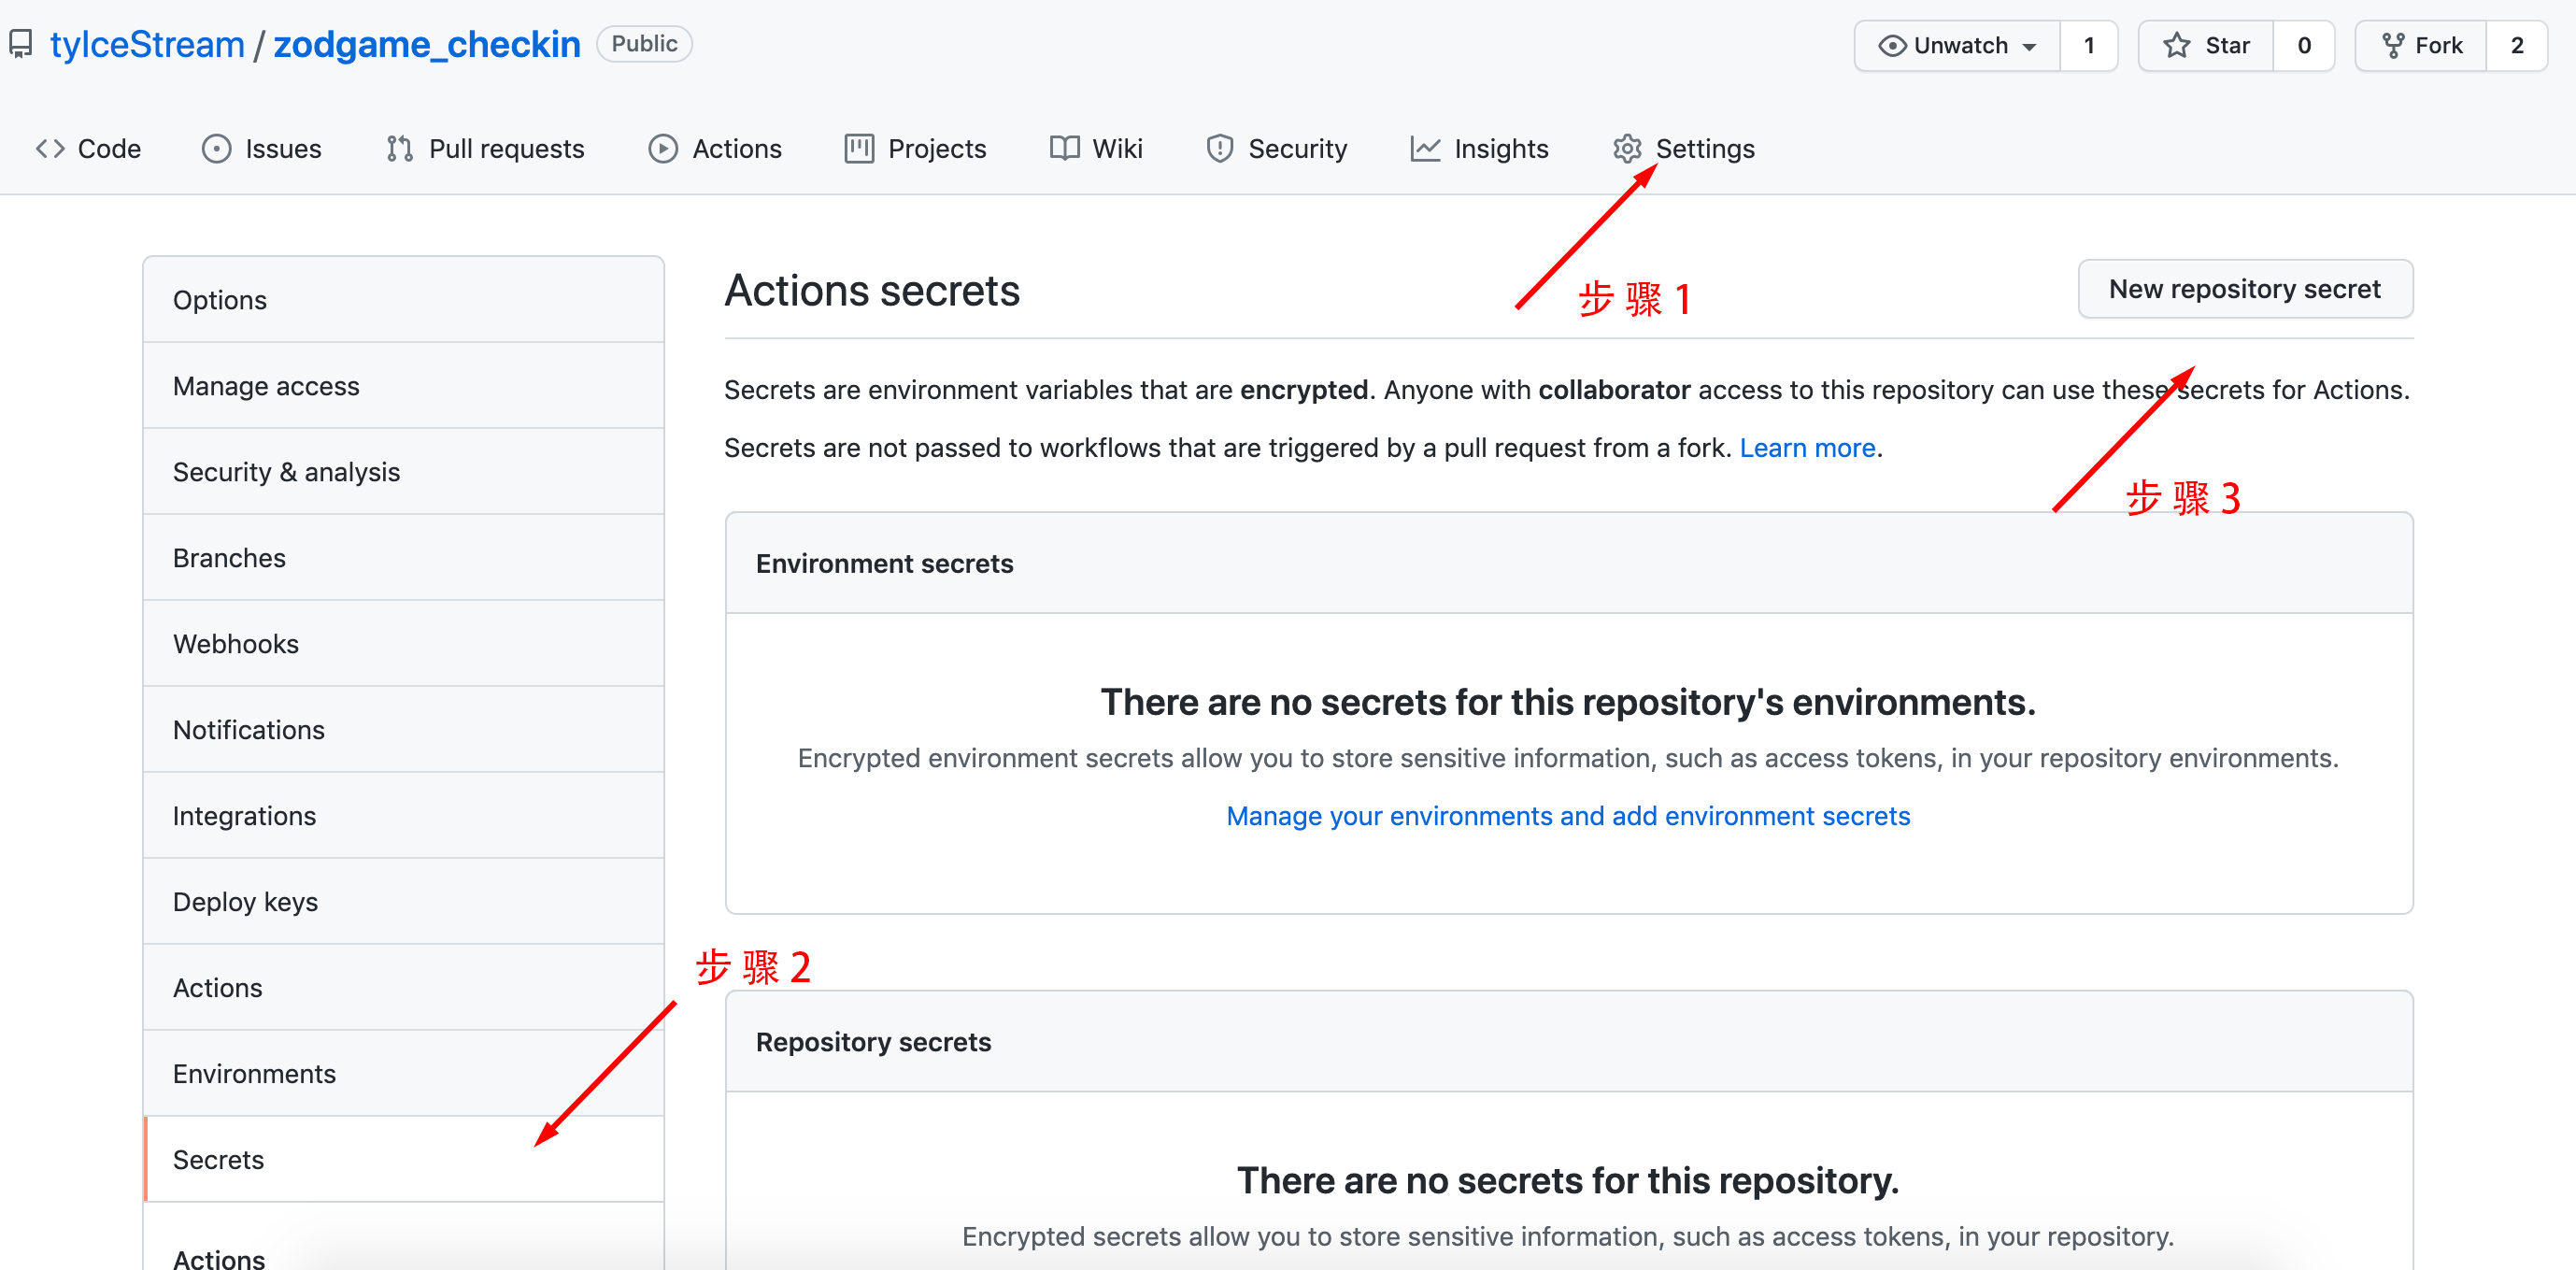 tyIceStream / zodgame_checkin Public Unwatch 1 Star 0 Fork 2
Code Issues Pull requests Actions Projects Wiki Security Insights Settings
步 骤 1
Options
Manage access
Security & analysis
Branches
Webhooks
Notifications
Integrations
Deploy keys
Actions
Environments
Secrets
Actions
步 骤 2
Actions secrets
New repository secret
步 骤 3
Secrets are environment variables that are encrypted. Anyone with collaborator access to this repository can use these secrets for Actions.
Secrets are not passed to workflows that are triggered by a pull request from a fork. Learn more.
Environment secrets
There are no secrets for this repository's environments.
Encrypted environment secrets allow you to store sensitive information, such as access tokens, in your repository environments.
Manage your environments and add environment secrets
Repository secrets
There are no secrets for this repository.
Encrypted secrets allow you to store sensitive information, such as access tokens, in your repository.